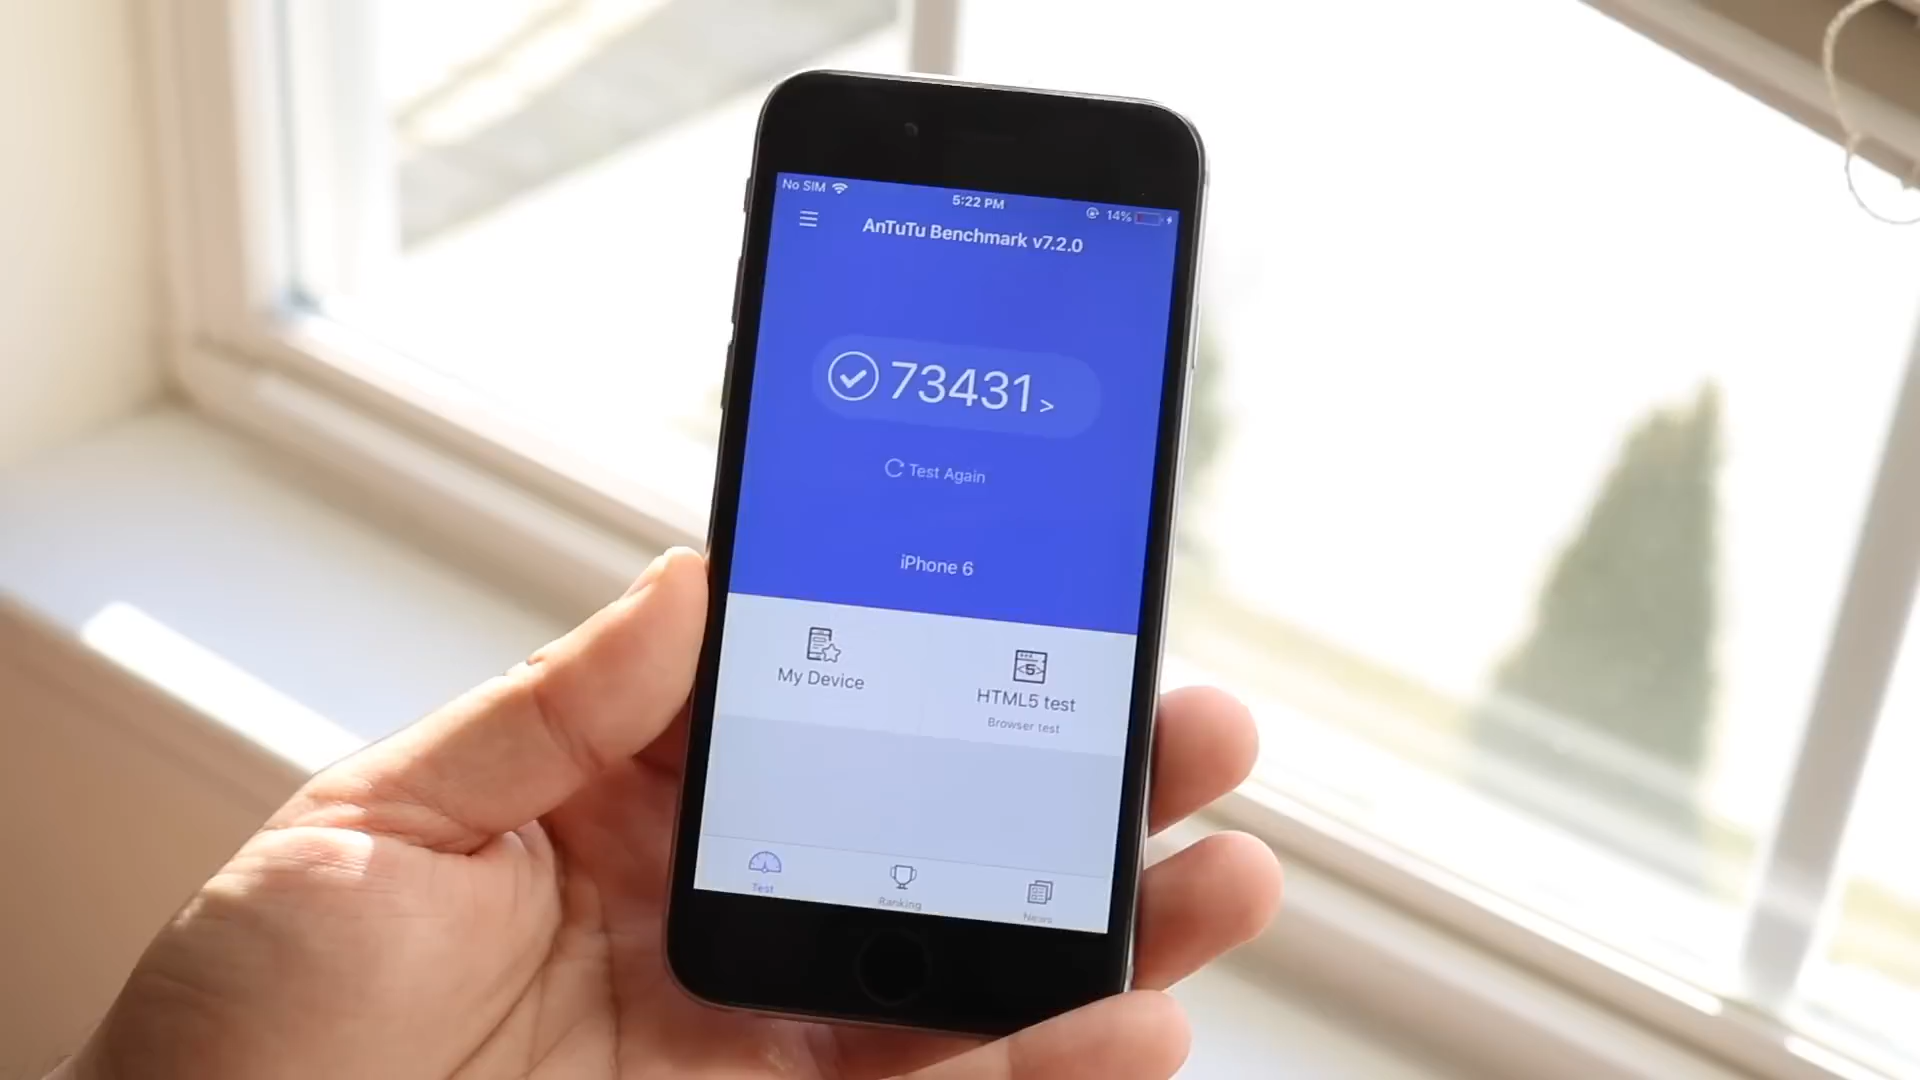 No SIM
5:22 PM
14%
AnTuTu Benchmark v7.2.0
73431 >
Test Again
iPhone 6
My Device
HTML5 test
Browser test
5
Test
Ranking
News